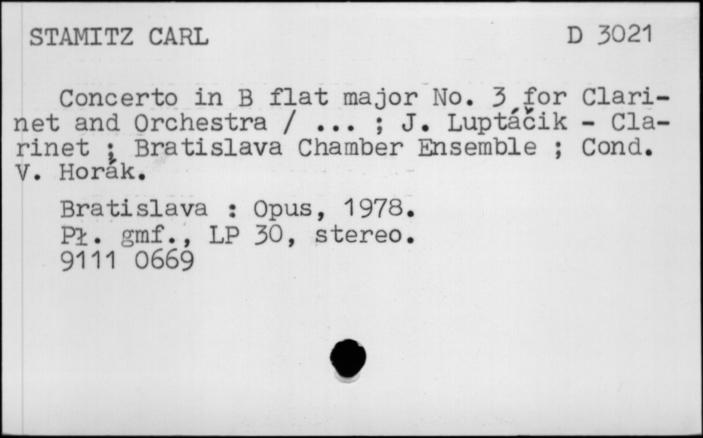 STAMITZ CARL D 3021
Concerto in B flat major No. 3 for Clari-
net and Orchestra / ... ; J. Luptáčik - Cla-
rinet ; Bratislava Chamber Ensemble ; Cond.
V. Horák.
Bratislava : Opus, 1978.
Pł. gmf., LP 30, stereo.
9111 0669